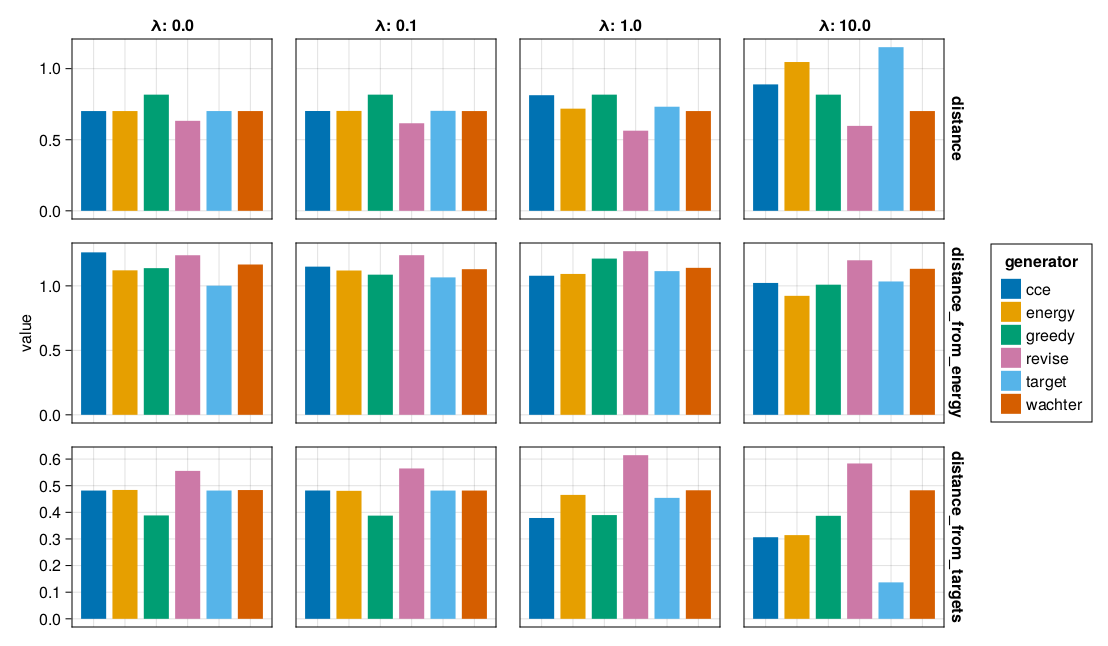 λ: 0.0
λ: 0.1
λ: 1.0
λ: 10.0
1.0
0.5
0.0
distance
value
1.0
0.5
0.0
distance_from_energy
0.6
0.5
0.4
0.3
0.2
0.1
0.0
distance_from_targets
generator
cce
energy
greedy
revise
target
wachter